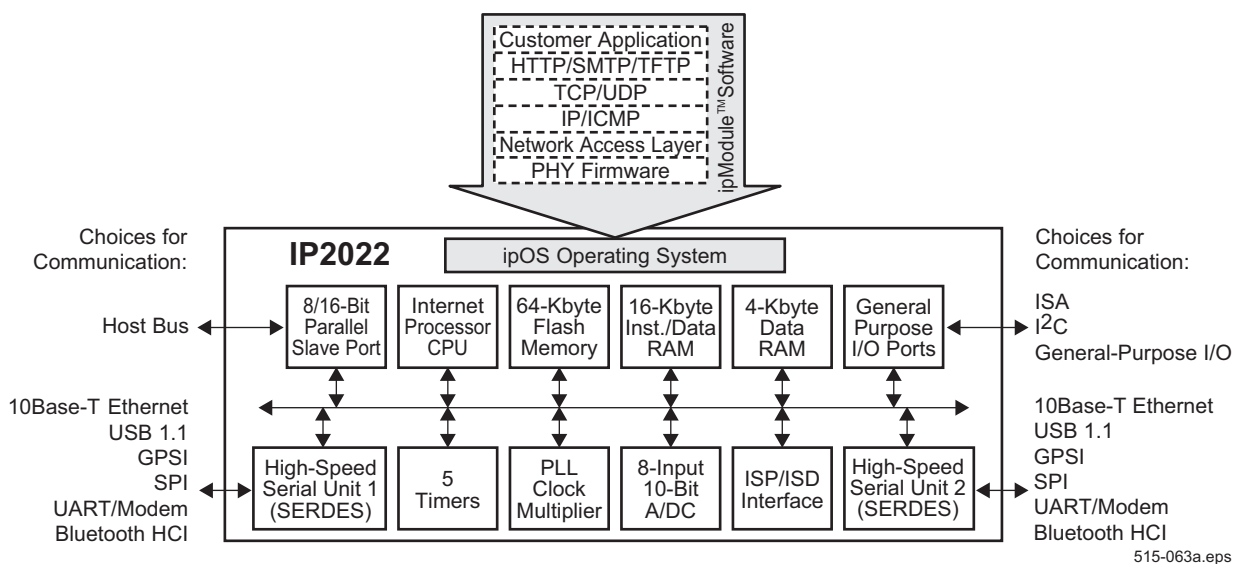 Customer Application
HTTP/SMTP/TFTP
TCP/UDP
IP/ICMP
Network Access Layer
PHY Firmware
ipModule™Software
Choices for
Communication:
IP2022
ipOS Operating System
Choices for
Communication:
Host Bus
8/16-Bit
Parallel
Slave Port
Internet
Processor
CPU
64-Kbyte
Flash
Memory
16-Kbyte
Inst./Data
RAM
4-Kbyte
Data
RAM
General
Purpose
I/O Ports
ISA
I2C
General-Purpose I/O
10Base-T Ethernet
USB 1.1
GPSI
SPI
UART/Modem
Bluetooth HCI
High-Speed
Serial Unit 1
(SERDES)
5
Timers
PLL
Clock
Multiplier
8-Input
10-Bit
A/DC
ISP/ISD
Interface
High-Speed
Serial Unit 2
(SERDES)
10Base-T Ethernet
USB 1.1
GPSI
SPI
UART/Modem
Bluetooth HCI
515-063a.eps